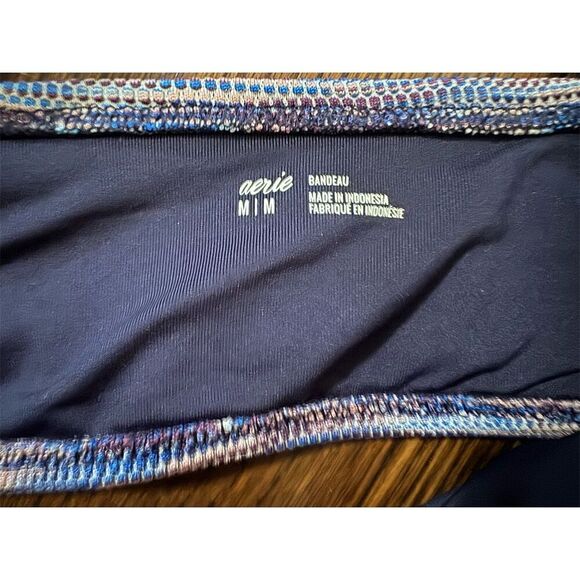 aerie
M | M
BANDEAU
MADE IN INDONESIA
FABRIQUÉ EN INDONÉSIE